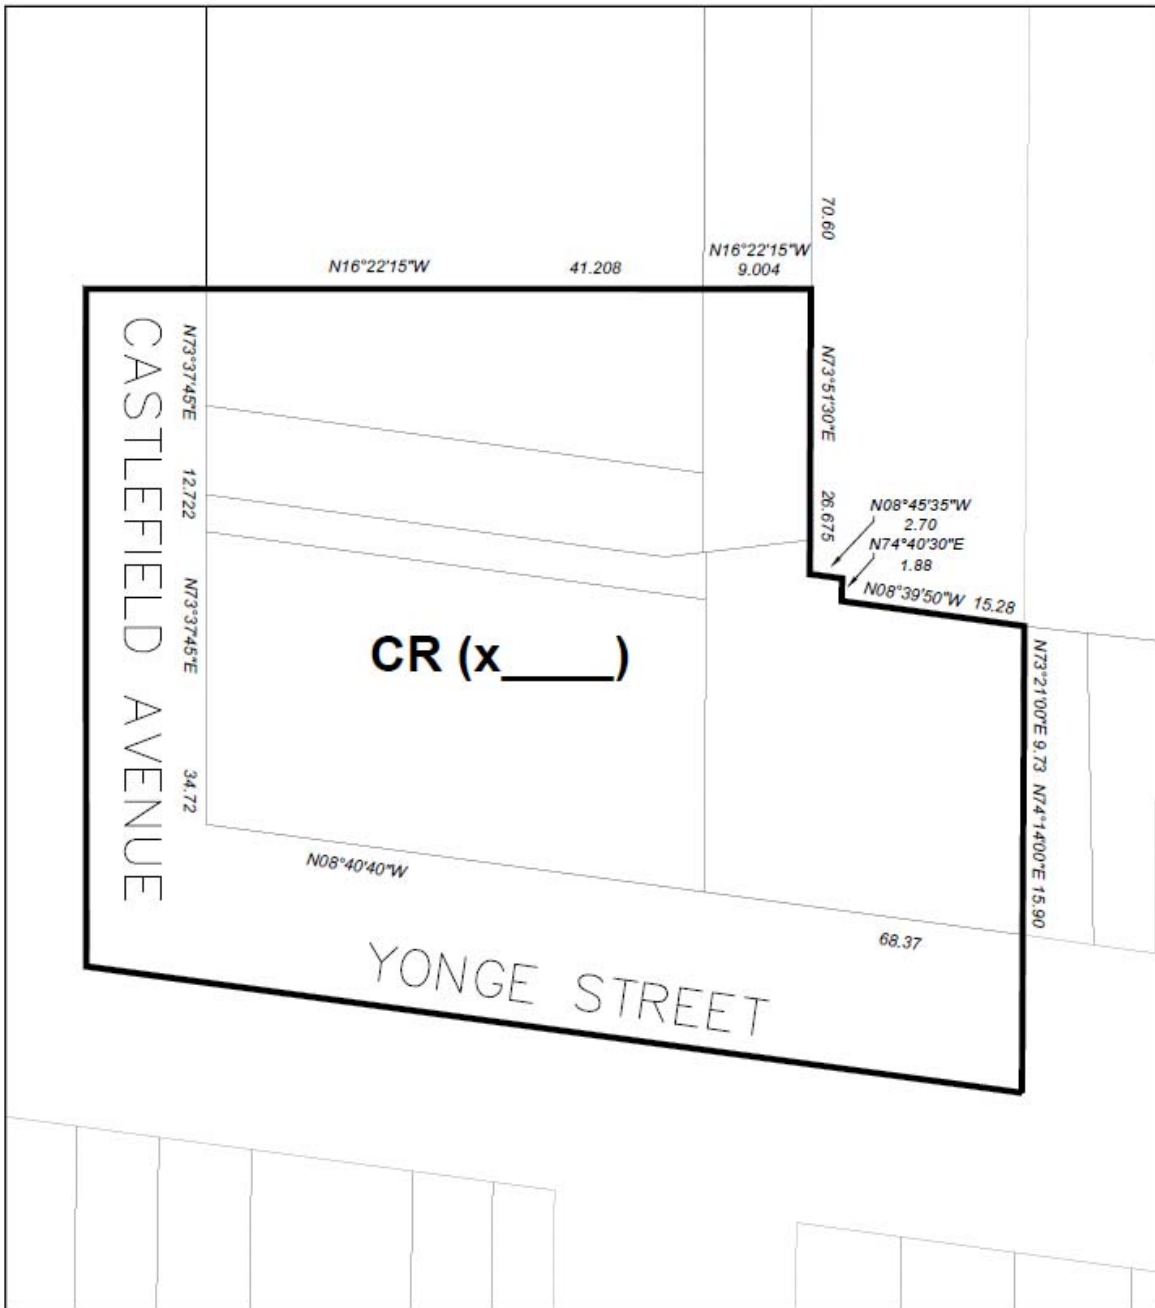 70.60
N16°22'15"W
9.004
N16°22'15"W 41.208
CASTLEFIELD AVENUE
N73°37'45"E
12.722
N73°37'45"E
34.72
N73°51'30"E
26.675
N08°45'35"W
2.70
N74°40'30"E
1.88
N08°39'50"W 15.28
N73°21'00"E 9.73 N74°14'00"E 15.90
CR (x____)
N08°40'40"W
68.37
YONGE STREET